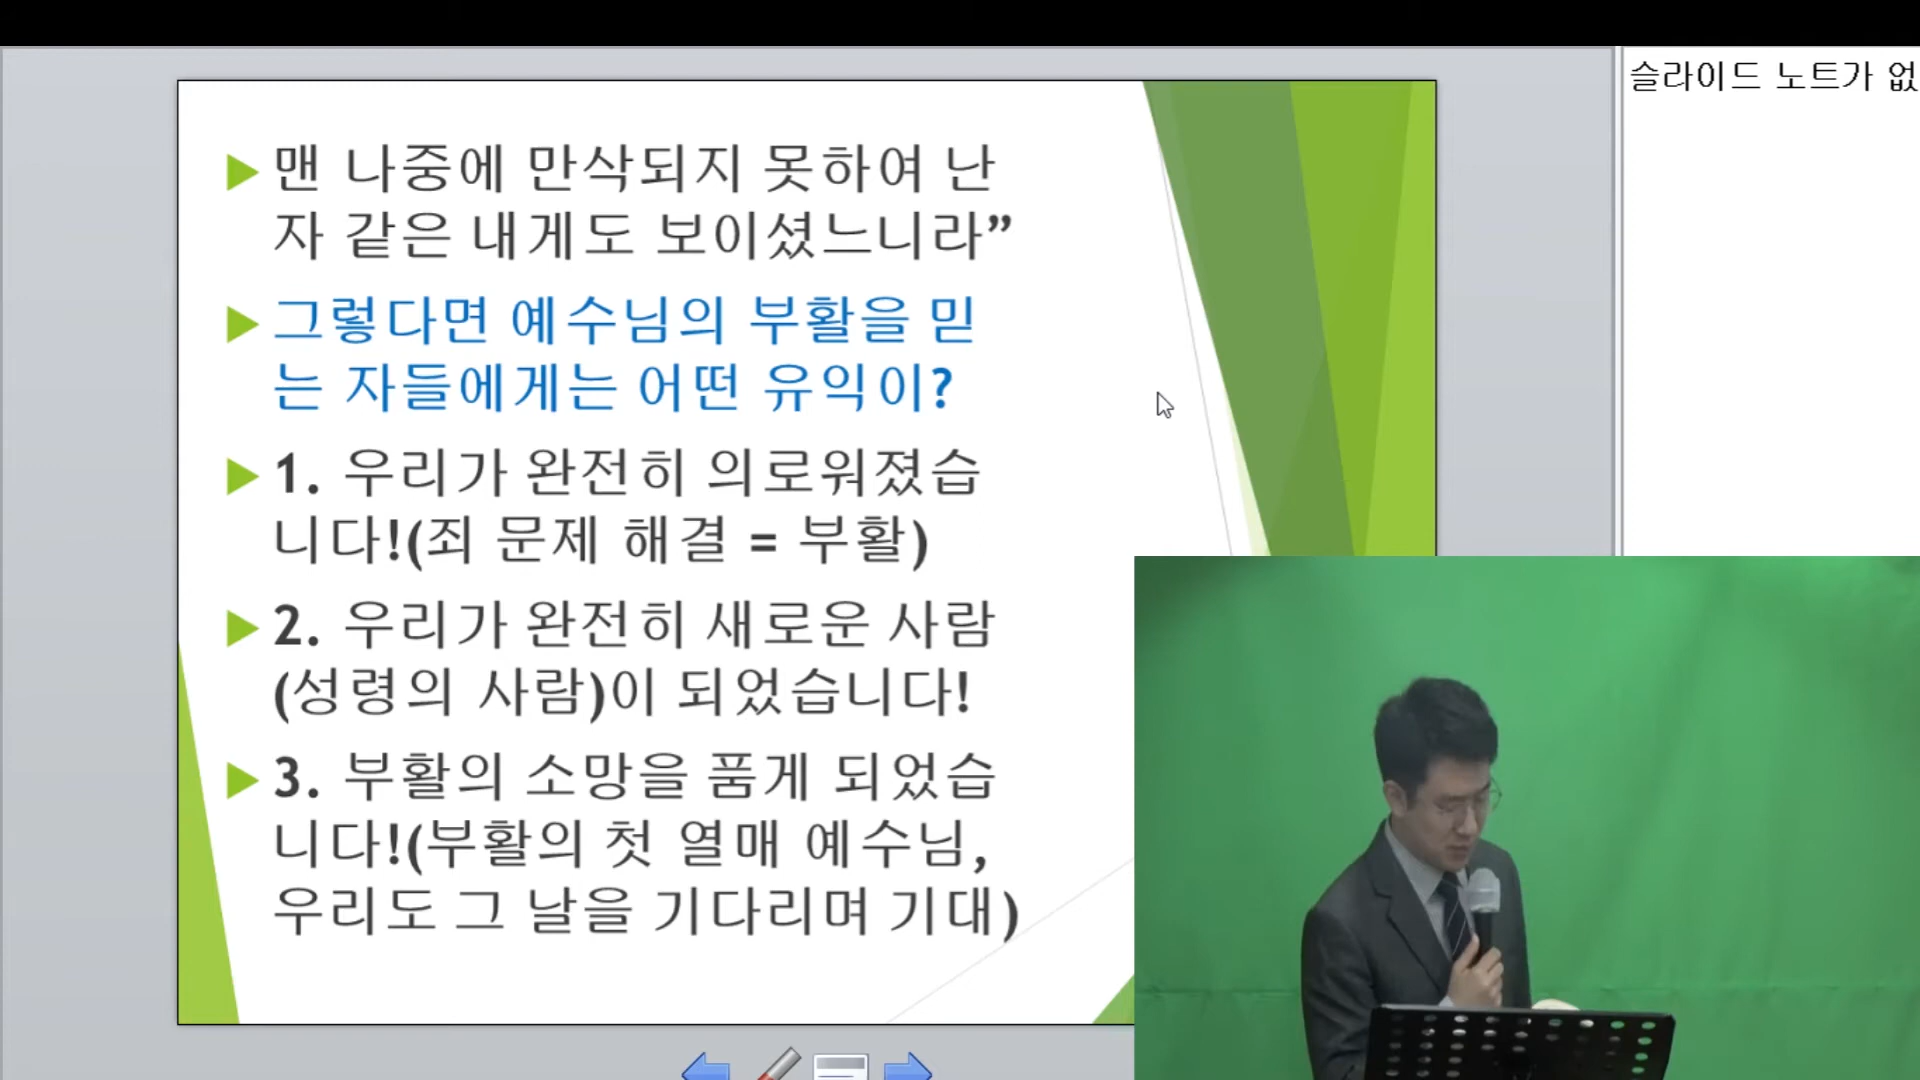 맨 나중에 만삭되지 못하여 난
자 같은 내게도 보이셨느니라”
그렇다면 예수님의 부활을 믿
는 자들에게는 어떤 유익이?
1. 우리가 완전히 의로워졌습
니다!(죄 문제 해결 = 부활)
2. 우리가 완전히 새로운 사람
(성령의 사람)이 되었습니다!
3. 부활의 소망을 품게 되었습
니다!(부활의 첫 열매 예수님,
우리도 그 날을 기다리며 기대)
슬라이드 노트가 없